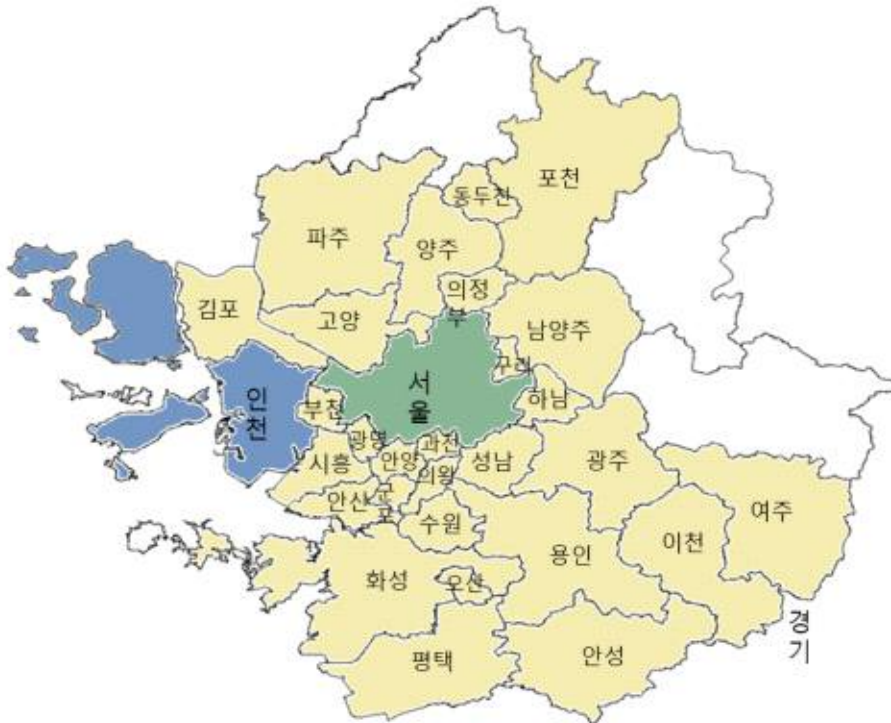 포천
동두천
파주
양주
의정
부
김포
고양
남양주
구리
서
울
하남
인
천
부천
광명
과천
시흥
안양
의왕
성남
광주
안산
군
포
수원
여주
이천
용인
화성
오산
경
기
평택
안성